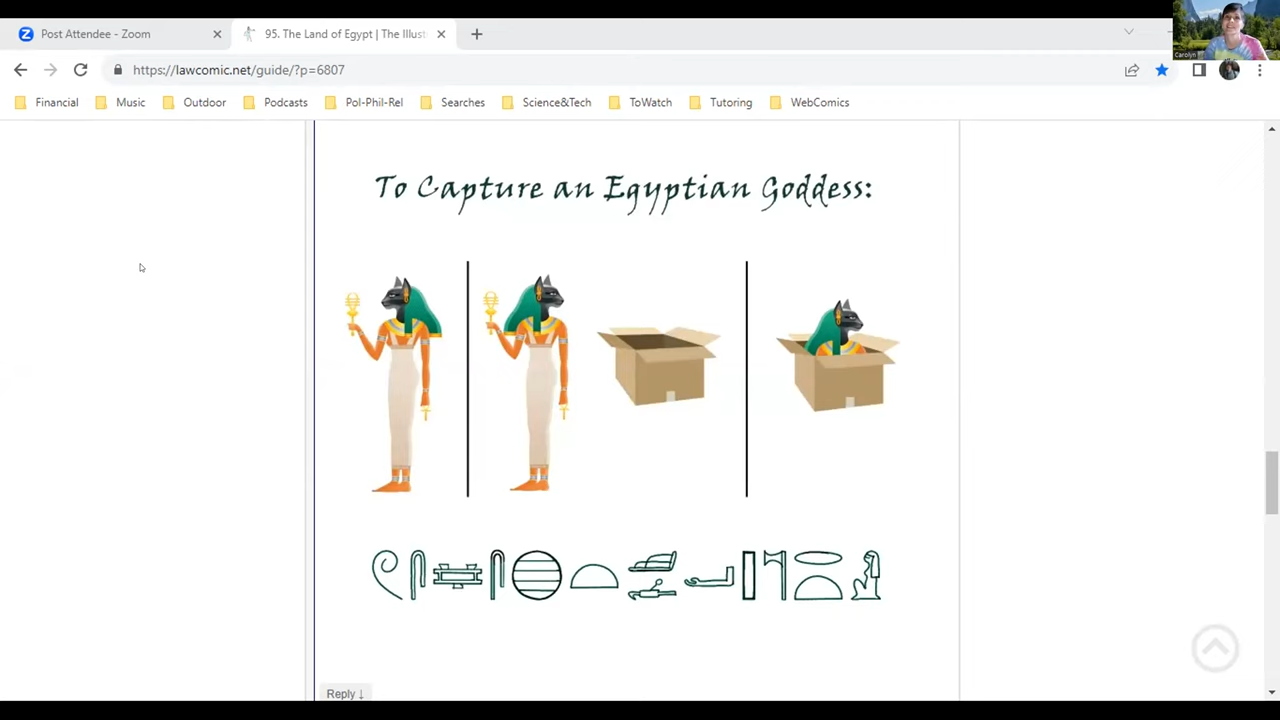 Post Attendee - Zoom
95. The Land of Egypt | The Illust
Carolyn
https://lawcomic.net/guide/?p=6807
Financial Music Outdoor Podcasts Pol-Phil-Rel Searches Science&Tech ToWatch Tutoring WebComics
To Capture an Egyptian Goddess:
Reply ↓